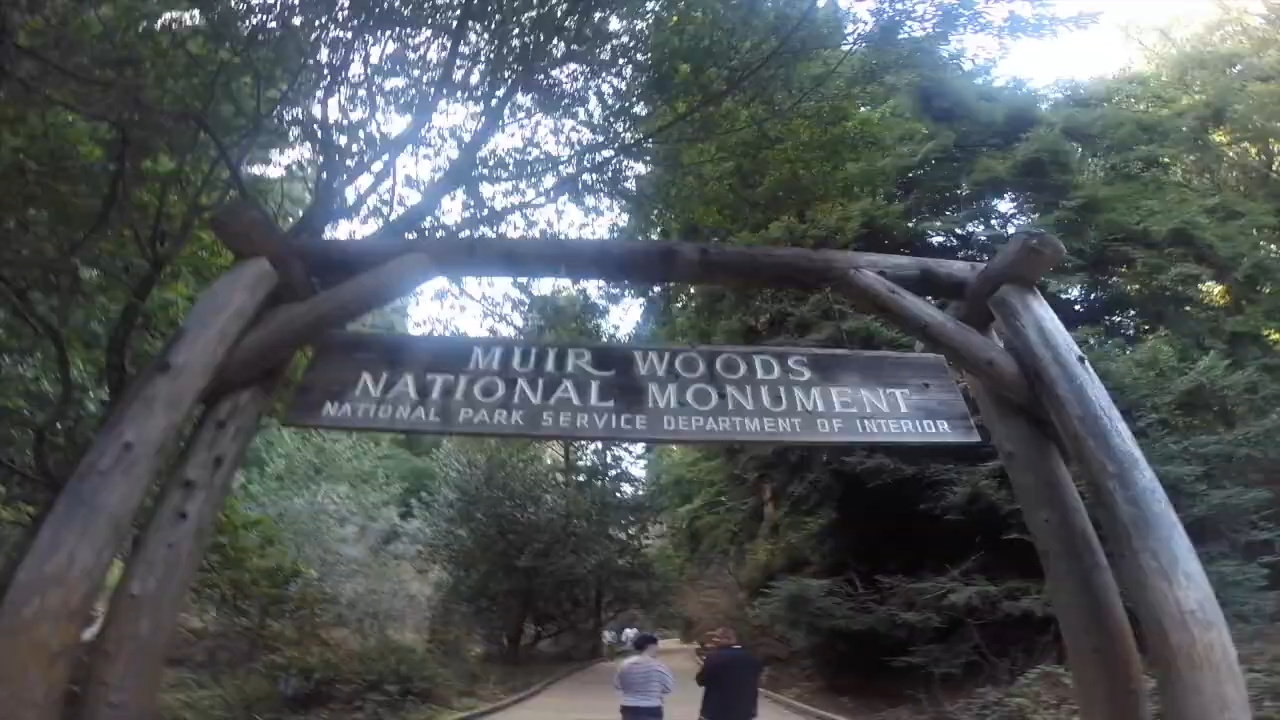 MUIR WOODS
NATIONAL MONUMENT
NATIONAL PARK SERVICE DEPARTMENT OF INTERIOR